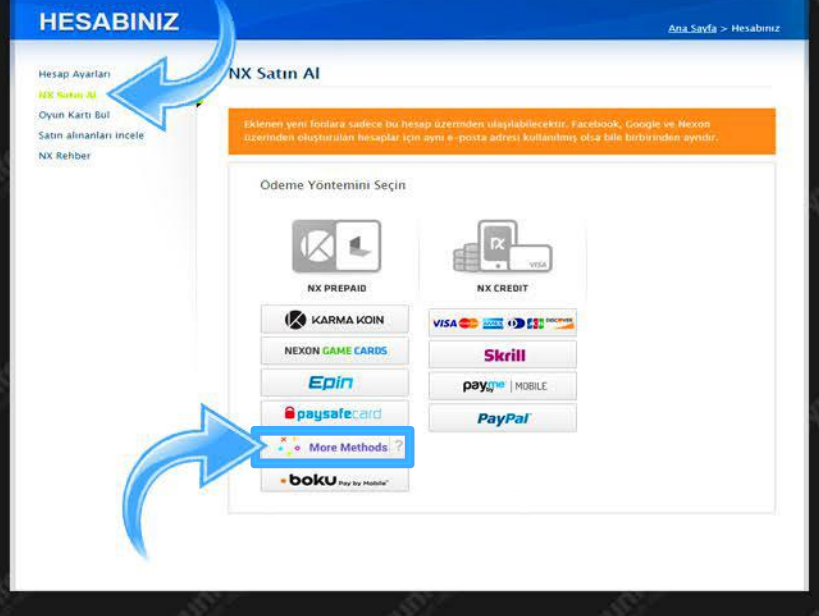 HESABINIZ
Ana Sayfa > Hesabınız
Hesap Ayarları
NX Satın Al
Oyun Kartı Bul
Satın alınanları incele
NX Rehber
NX Satın Al
Eklenen yeni fonlara sadece bu hesap üzerinden ulaşılabilecektir. Facebook, Google ve Nexon
üzerinden oluşturulan hesaplar için aynı e-posta adresi kullanılmış olsa bile birbirinden ayrıdır.
Ödeme Yöntemini Seçin
NX PREPAID
VISA
NX CREDIT
KARMA KOIN
NEXON GAME CARDS
Epin
paysafecard
More Methods ?
boku Pay by Mobile
VISA DISCOVER
Skrill
paybyme | MOBILE
PayPal